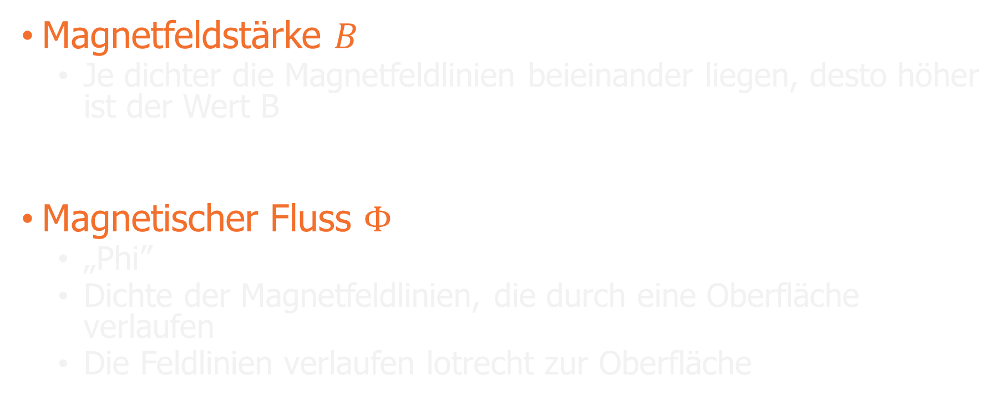 • Magnetfeldstärke B
• Je dichter die Magnetfeldlinien beieinander liegen, desto höher
ist der Wert B
• Magnetischer Fluss Φ
• „Phi”
• Dichte der Magnetfeldlinien, die durch eine Oberfläche
verlaufen
• Die Feldlinien verlaufen lotrecht zur Oberfläche